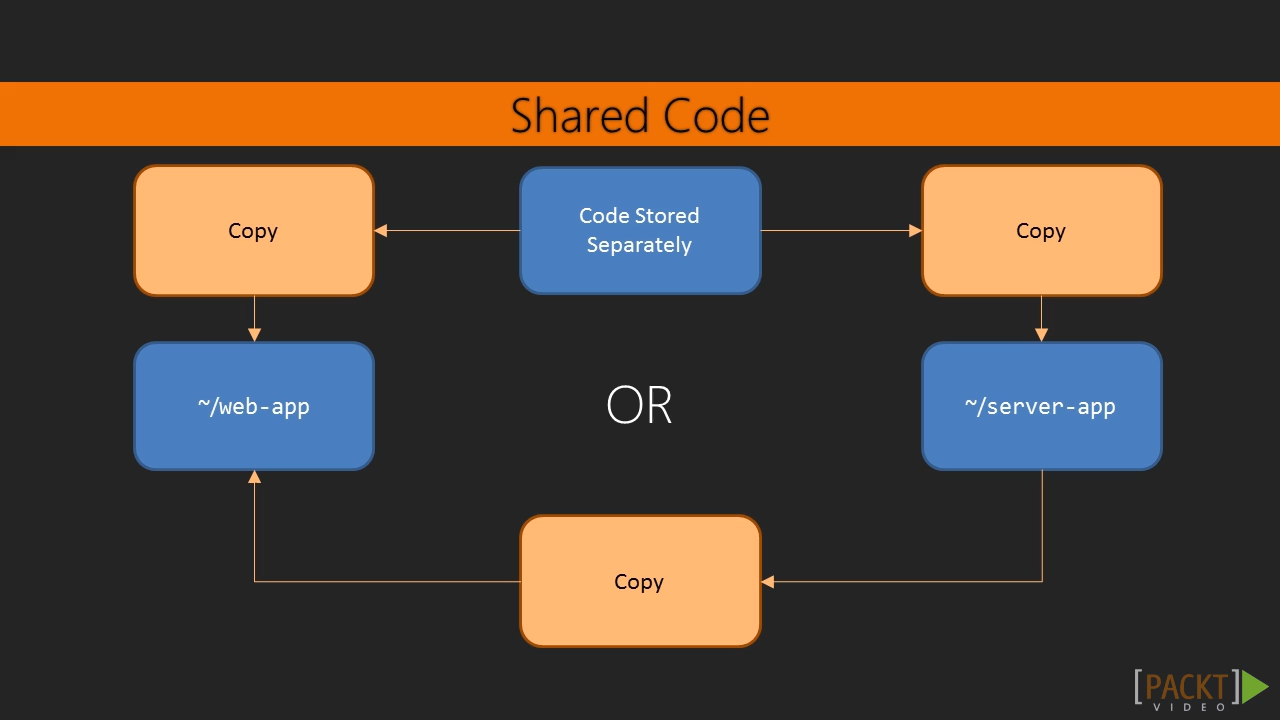 Shared Code
Copy
Code Stored
Separately
Copy
~/web-app
OR
~/server-app
Copy
[PACKT]
VIDEO